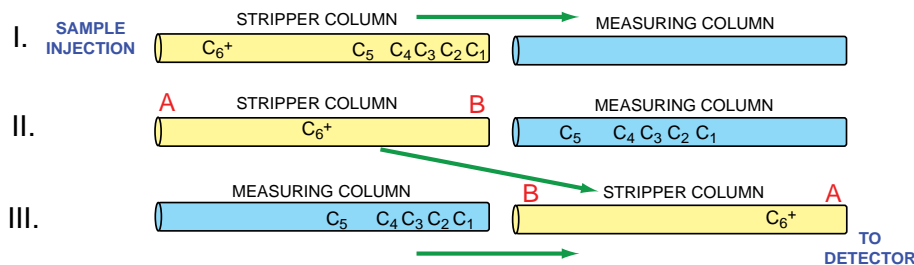 STRIPPER COLUMN
MEASURING COLUMN
I.
SAMPLE
INJECTION
C₆⁺ C₅ C₄ C₃ C₂ C₁
A STRIPPER COLUMN B
MEASURING COLUMN
II.
C₆⁺
C₅ C₄ C₃ C₂ C₁
MEASURING COLUMN
B STRIPPER COLUMN A
III.
C₅ C₄ C₃ C₂ C₁
C₆⁺
TO
DETECTOR